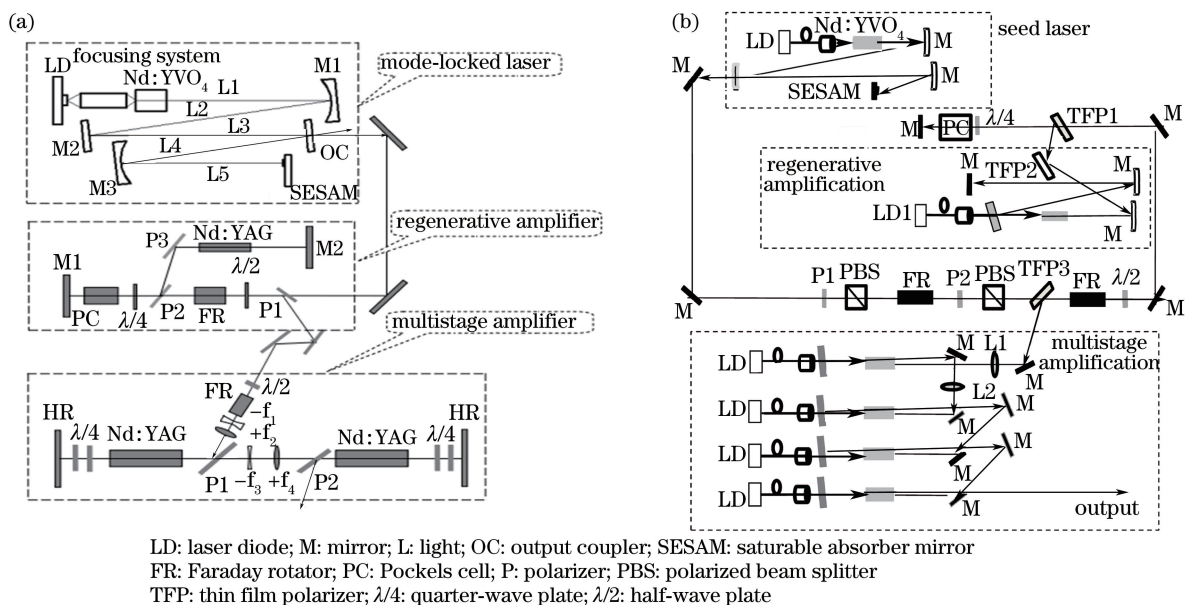 (a)
focusing system
LD
Nd:YVO4
M1
mode-locked laser
L1
L2
L3
M2
L4
OC
M3
L5
SESAM
regenerative amplifier
Nd:YAG
P3
M2
λ/2
M1
P2
P1
PC
λ/4
FR
multistage amplifier
FR
λ/2
HR
−f1
HR
λ/4
Nd:YAG
+f2
Nd:YAG
λ/4
P1
−f3
+f4
P2
(b)
Nd:YVO4
seed laser
LD
M
M
M
SESAM
λ/4
TFP1
M
PC
M
regenerative amplification
M
TFP2
M
LD1
M
P1
PBS
FR
P2
PBS
TFP3
FR
λ/2
M
M
M
L1
multistage amplification
LD
M
L2
LD
M
M
M
LD
M
LD
M
output
LD: laser diode; M: mirror; L: light; OC: output coupler; SESAM: saturable absorber mirror
FR: Faraday rotator; PC: Pockels cell; P: polarizer; PBS: polarized beam splitter
TFP: thin film polarizer; λ/4: quarter-wave plate; λ/2: half-wave plate